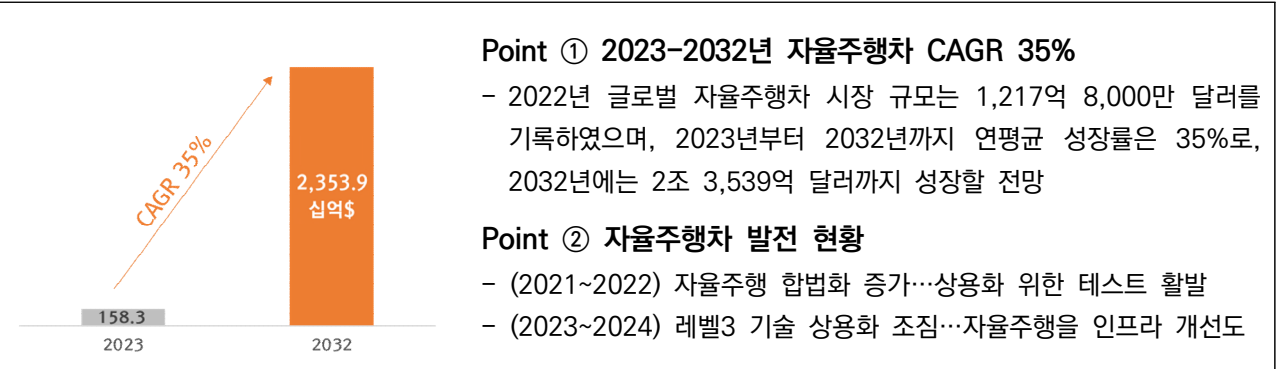 CAGR 35%
2,353.9
십억$
158.3
2023
2032
Point ① 2023-2032년 자율주행차 CAGR 35%
- 2022년 글로벌 자율주행차 시장 규모는 1,217억 8,000만 달러를
기록하였으며, 2023년부터 2032년까지 연평균 성장률은 35%로,
2032년에는 2조 3,539억 달러까지 성장할 전망
Point ② 자율주행차 발전 현황
- (2021~2022) 자율주행 합법화 증가…상용화 위한 테스트 활발
- (2023~2024) 레벨3 기술 상용화 조짐…자율주행을 인프라 개선도